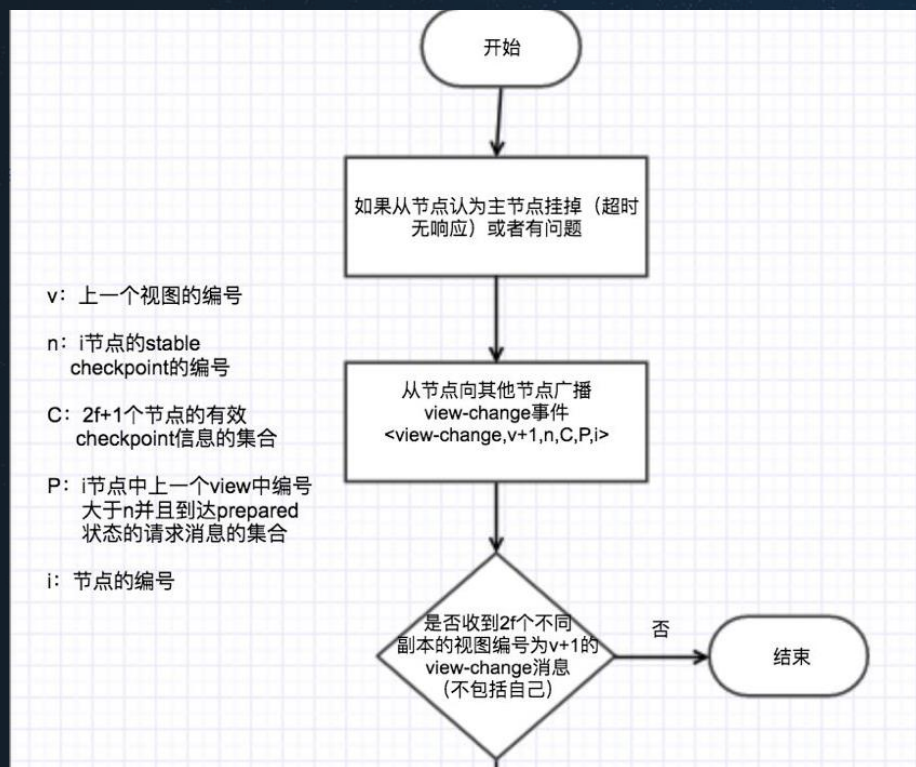 开始
如果从节点认为主节点挂掉（超时
无响应）或者有问题
v：上一个视图的编号
n：i节点的stable
checkpoint的编号
C：2f+1个节点的有效
checkpoint信息的集合
P：i节点中上一个view中编号
大于n并且到达prepared
状态的请求消息的集合
i：节点的编号
从节点向其他节点广播
view-change事件
<view-change,v+1,n,C,P,i>
是否收到2f个不同
副本的视图编号为v+1的
view-change消息
（不包括自己）
否
结束